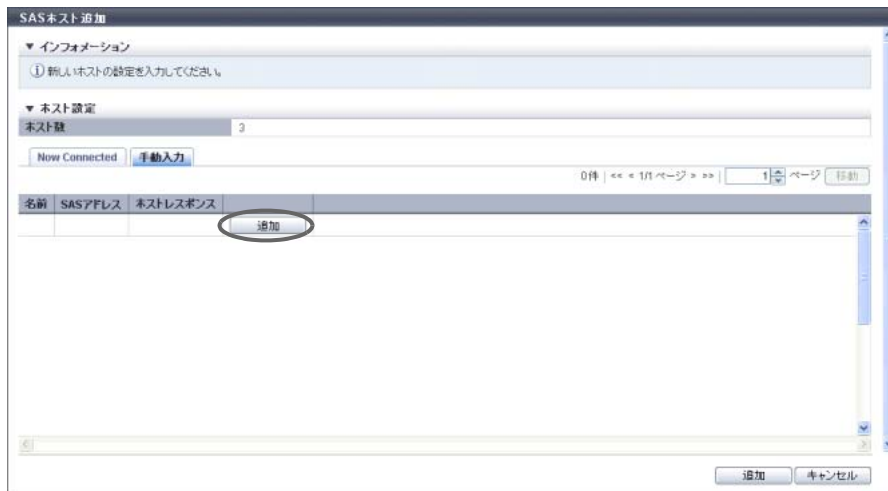 SASホスト追加
▼ インフォメーション
新しいホストの設定を入力してください。
▼ ホスト設定
ホスト数 3
Now Connected 手動入力
0件 | << < 1/1 ページ > >> | 1 ページ 移動
名前 SASアドレス ホストレスポンス
追加
追加 キャンセル